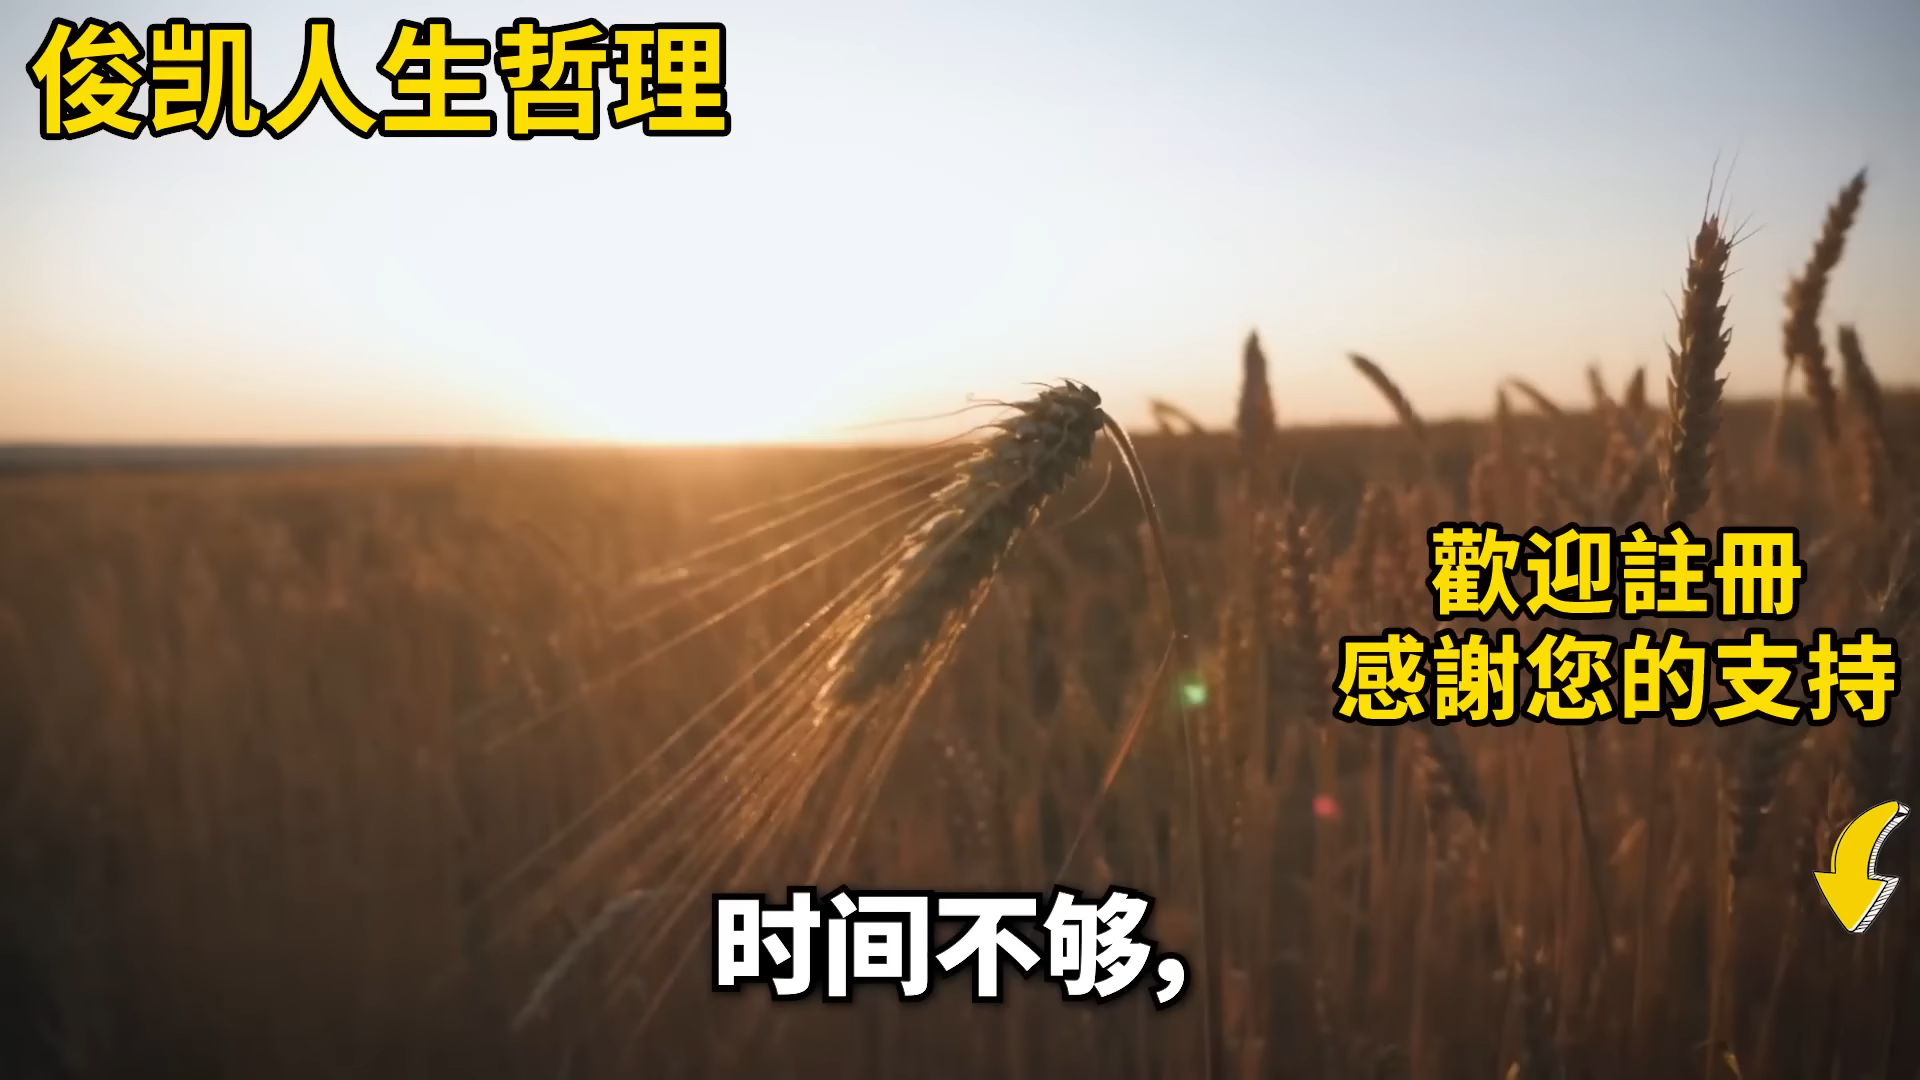 俊凯人生哲理
歡迎註冊
感謝您的支持
时间不够,